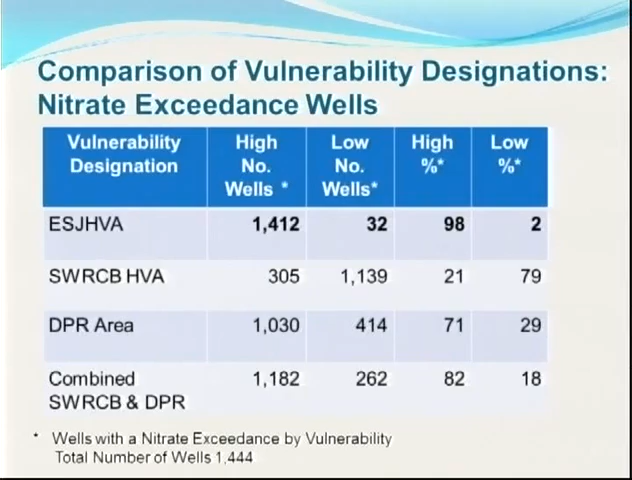 Comparison of Vulnerability Designations:
Nitrate Exceedance Wells
Vulnerability Designation High No. Wells * Low No. Wells* High %* Low %*
ESJHVA 1,412 32 98 2
SWRCB HVA 305 1,139 21 79
DPR Area 1,030 414 71 29
Combined SWRCB & DPR 1,182 262 82 18
* Wells with a Nitrate Exceedance by Vulnerability
Total Number of Wells 1,444